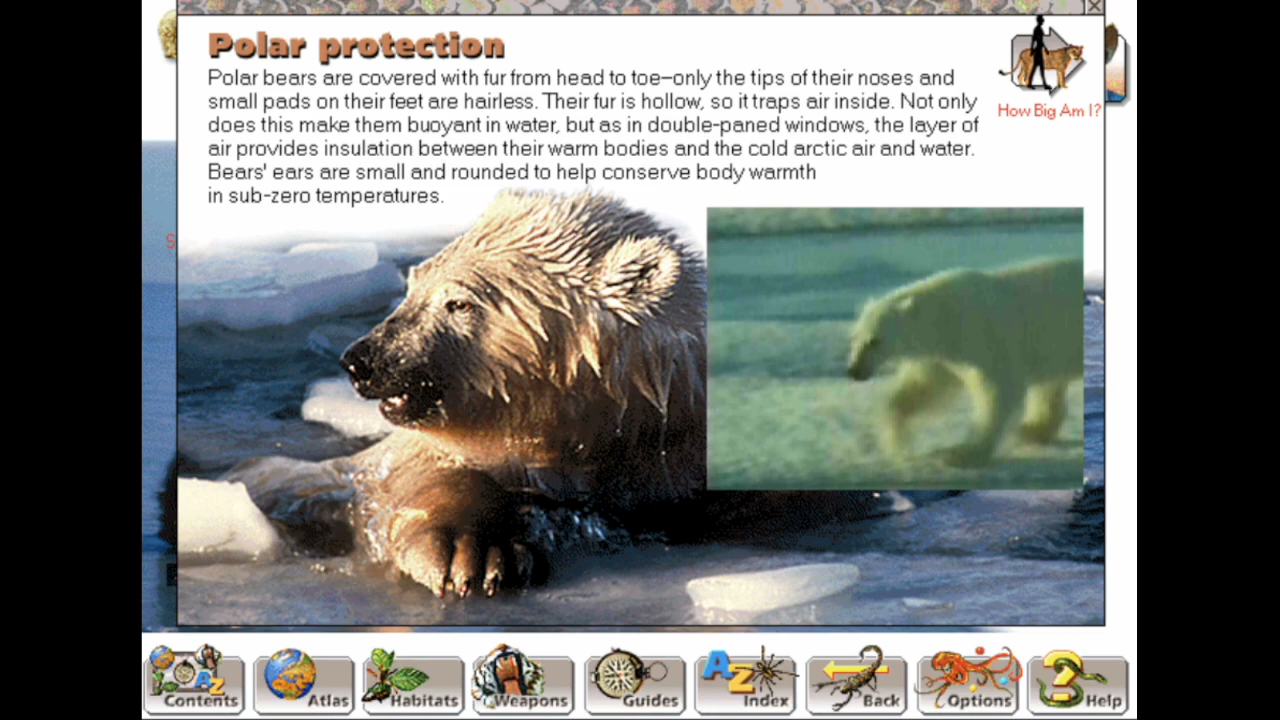 Polar protection
Polar bears are covered with fur from head to to—only the tips of their noses and
small pads on their feet are hairless. Their fur is hollow, so it traps air inside. Not only
does this make them buoyant in water, but as in double-paned windows, the layer of
air provides insulation between their warm bodies and the cold arctic air and water.
Bears' ears are small and rounded to help conserve body warmth
in sub-zero temperatures.
How Big Am I?
S
Contents
Atlas
Habitats
Weapons
Guides
AZ
Index
Back
Options
?
Help